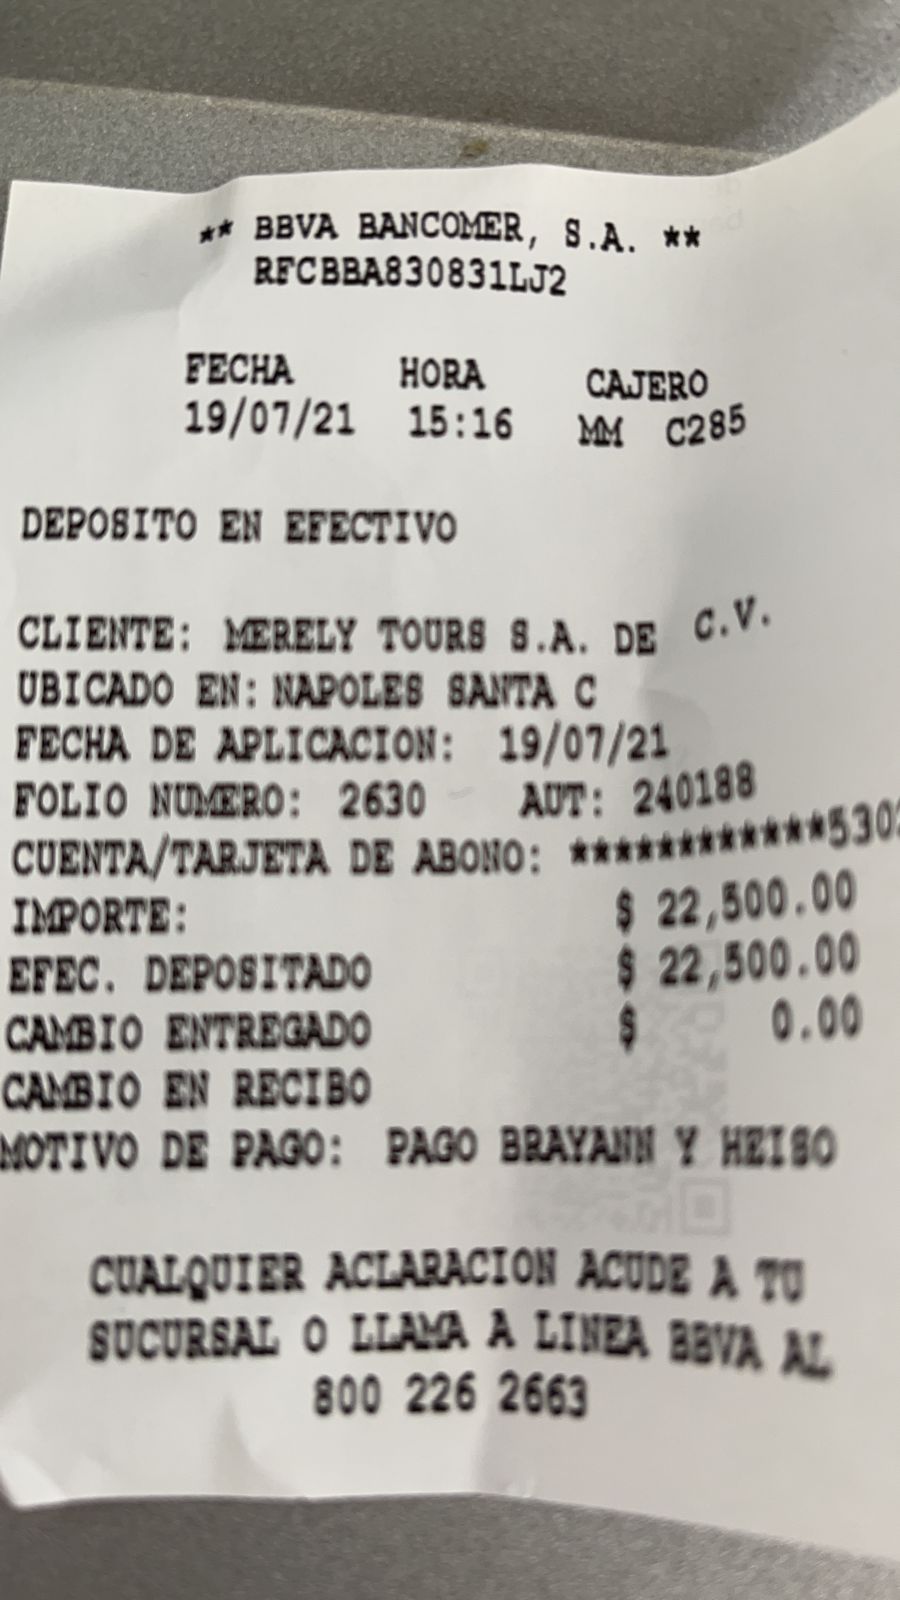 ** BBVA BANCOMER, S.A. **
RFCBBA830831LJ2
FECHA HORA CAJERO
19/07/21 15:16 MM C285
DEPOSITO EN EFECTIVO
CLIENTE: MERELY TOURS S.A. DE C.V.
UBICADO EN: NAPOLES SANTA C
FECHA DE APLICACION: 19/07/21
FOLIO NUMERO: 2630 AUT: 240188
CUENTA/TARJETA DE ABONO: ************530
IMPORTE: $ 22,500.00
EFEC. DEPOSITADO $ 22,500.00
CAMBIO ENTREGADO $ 0.00
CAMBIO EN RECIBO
MOTIVO DE PAGO: PAGO BRAYANN Y HEISO
CUALQUIER ACLARACION ACUDE A TU
SUCURSAL O LLAMA A LINEA BBVA AL
800 226 2663